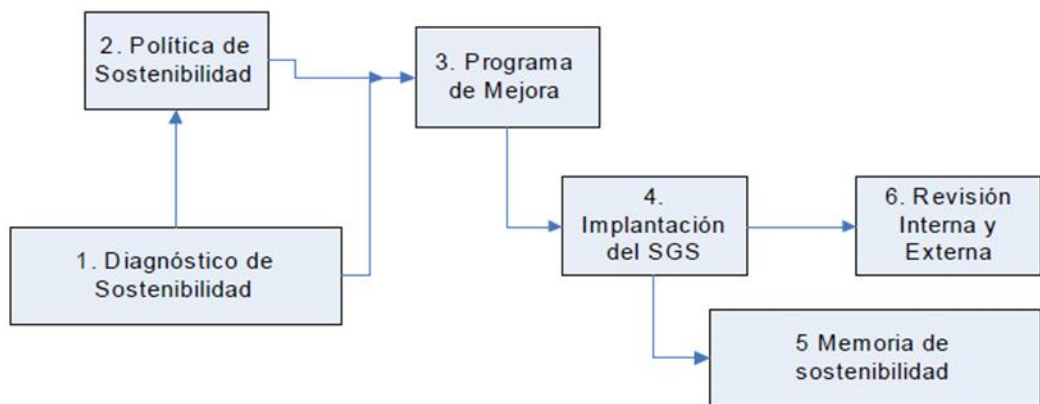 2. Política de
Sostenibilidad
3. Programa
de Mejora
4.
Implantación
del SGS
6. Revisión
Interna y
Externa
1. Diagnóstico de
Sostenibilidad
5 Memoria de
sostenibilidad